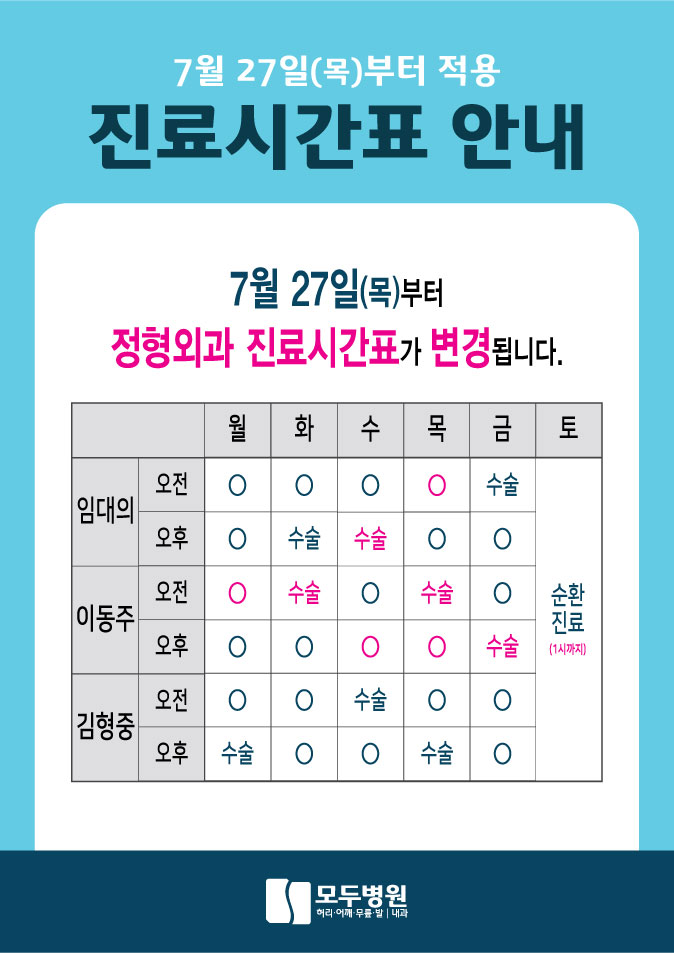 7월 27일(목)부터 적용
진료시간표 안내
7월 27일(목)부터
정형외과 진료시간표가 변경됩니다.
월 화 수 목 금 토
임대의 오전 O O O O 수술
오후 O 수술 수술 O O
이동주 오전 O 수술 O 수술 O
오후 O O O O 수술
김형중 오전 O O 수술 O O
오후 수술 O O 수술 O
순환
진료
(1시까지)
모두병원
허리·어깨·무릎·발 | 내과